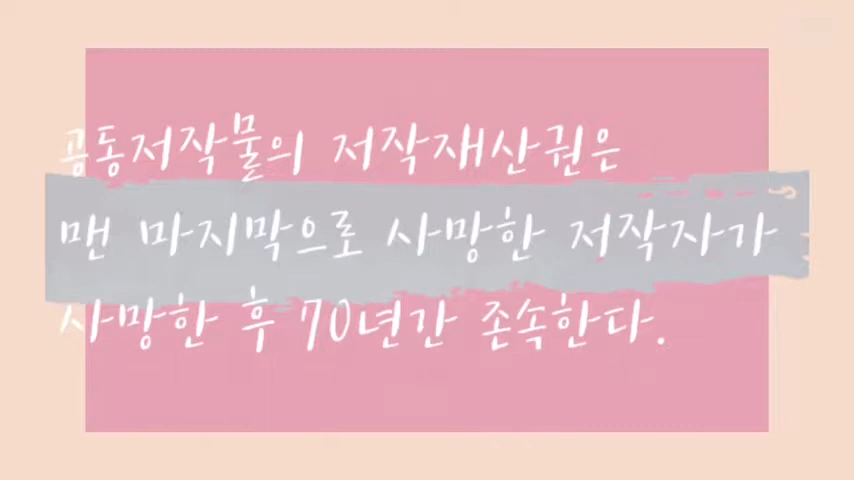 공동저작물의 저작재산권은
맨 마지막으로 사망한 저작자가
사망한 후 70년간 존속한다.